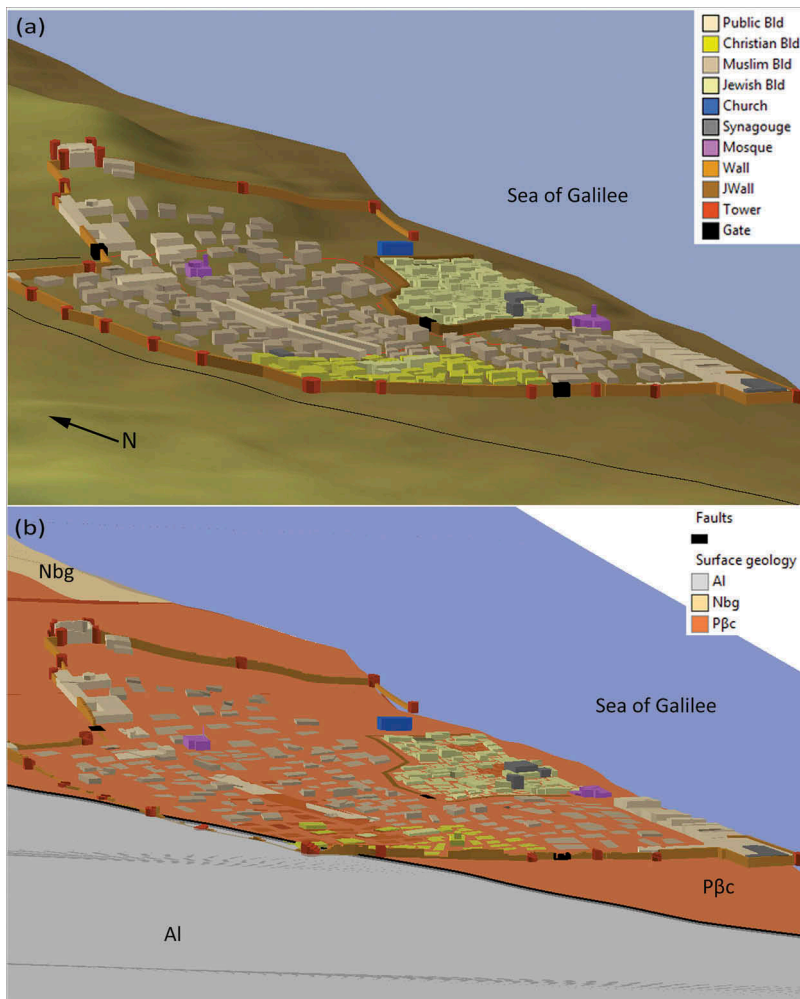 (a)
Public Bld
Christian Bld
Muslim Bld
Jewish Bld
Church
Synagouge
Mosque
Wall
JWall
Tower
Gate
Sea of Galilee
N
(b)
Faults
Surface geology
Al
Nbg
Pβc
Nbg
Sea of Galilee
Pβc
Al